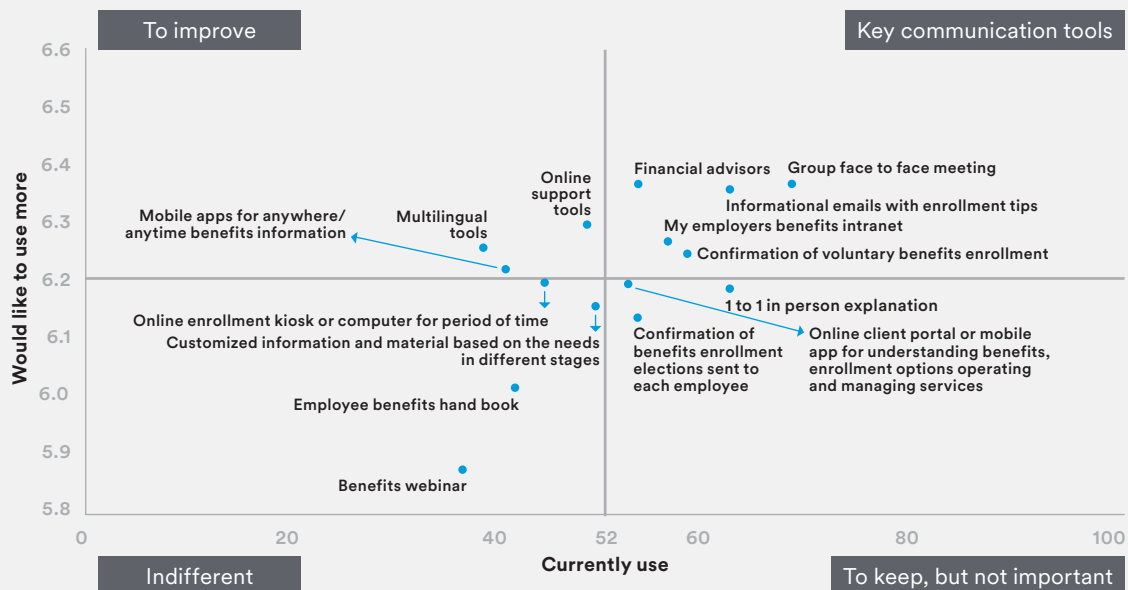 To improve
Key communication tools
6.6
6.5
6.4
6.3
6.2
6.1
6.0
5.9
5.8
Would like to use more
Financial advisors
Group face to face meeting
Online
support
tools
Informational emails with enrollment tips
Mobile apps for anywhere/
anytime benefits information
Multilingual
tools
My employers benefits intranet
Confirmation of voluntary benefits enrollment
1 to 1 in person explanation
Online enrollment kiosk or computer for period of time
Customized information and material based on the needs
in different stages
Confirmation of
benefits enrollment
elections sent to
each employee
Online client portal or mobile
app for understanding benefits,
enrollment options operating
and managing services
Employee benefits hand book
Benefits webinar
0
20
40
52
60
80
100
Currently use
Indifferent
To keep, but not important